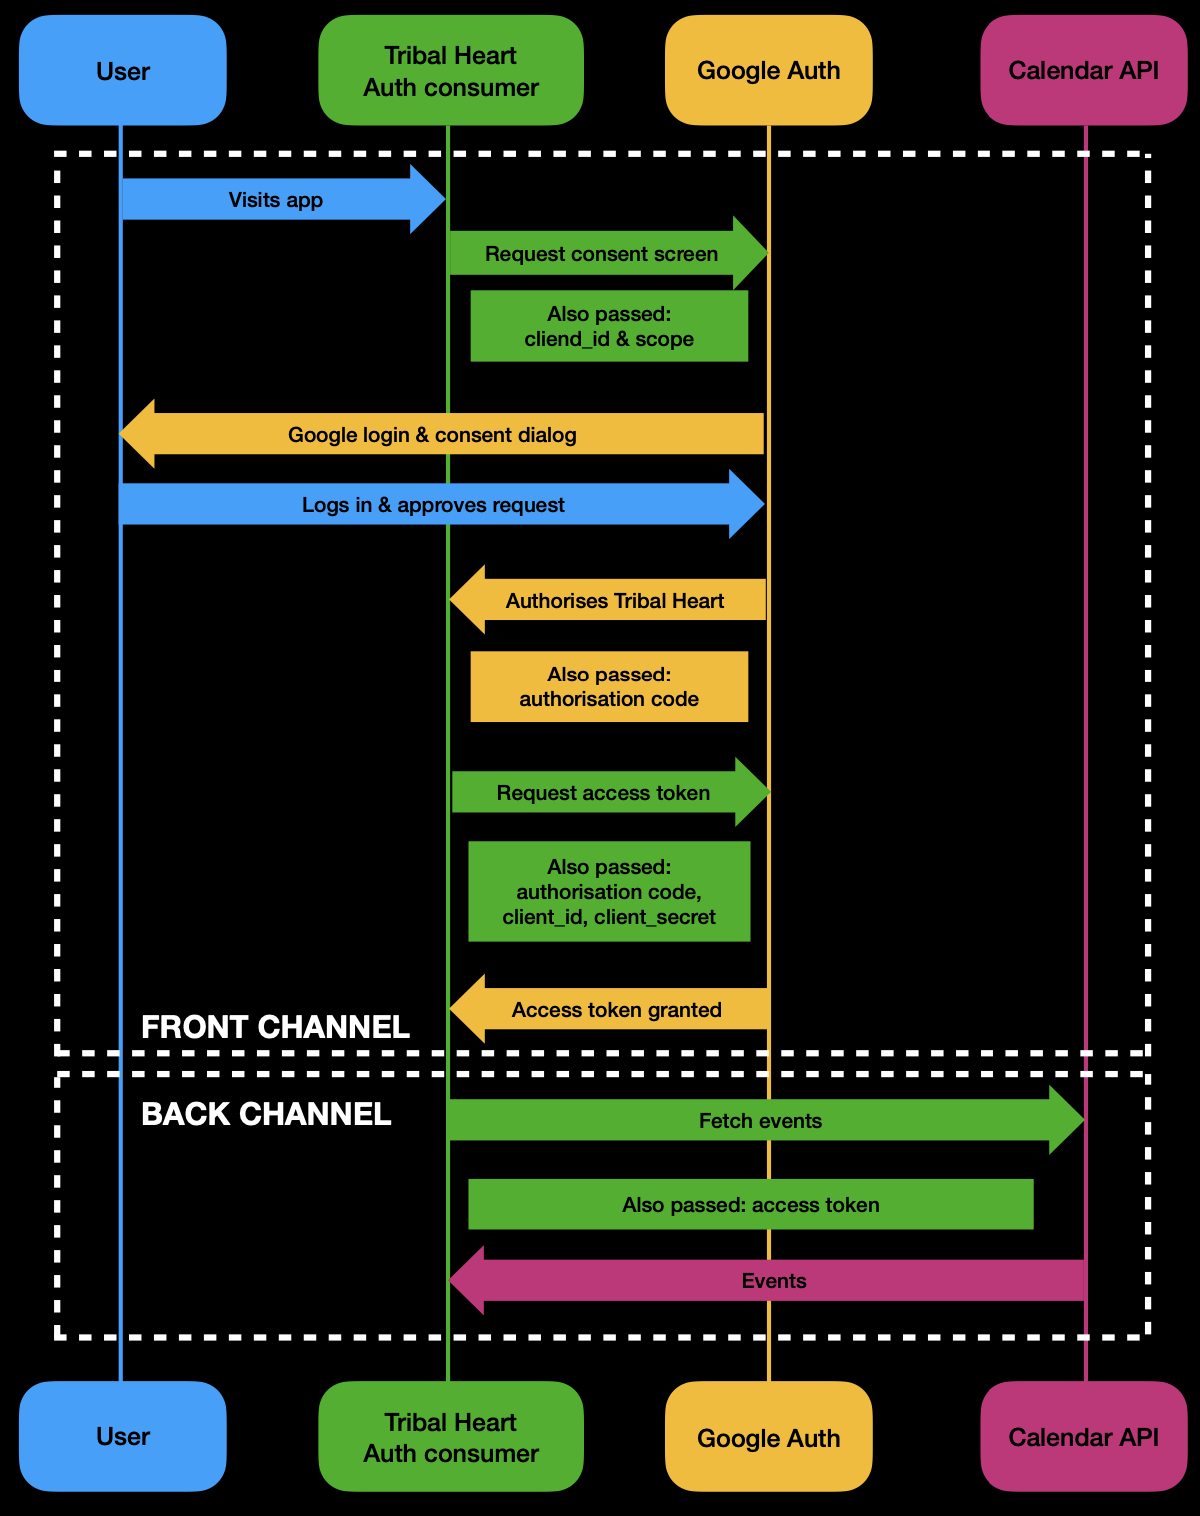 User
Tribal Heart
Auth consumer
Google Auth
Calendar API
Visits app
Request consent screen
Also passed:
cliend_id & scope
Google login & consent dialog
Logs in & approves request
Authorises Tribal Heart
Also passed:
authorisation code
Request access token
Also passed:
authorisation code,
client_id, client_secret
Access token granted
FRONT CHANNEL
BACK CHANNEL
Fetch events
Also passed: access token
Events
User
Tribal Heart
Auth consumer
Google Auth
Calendar API